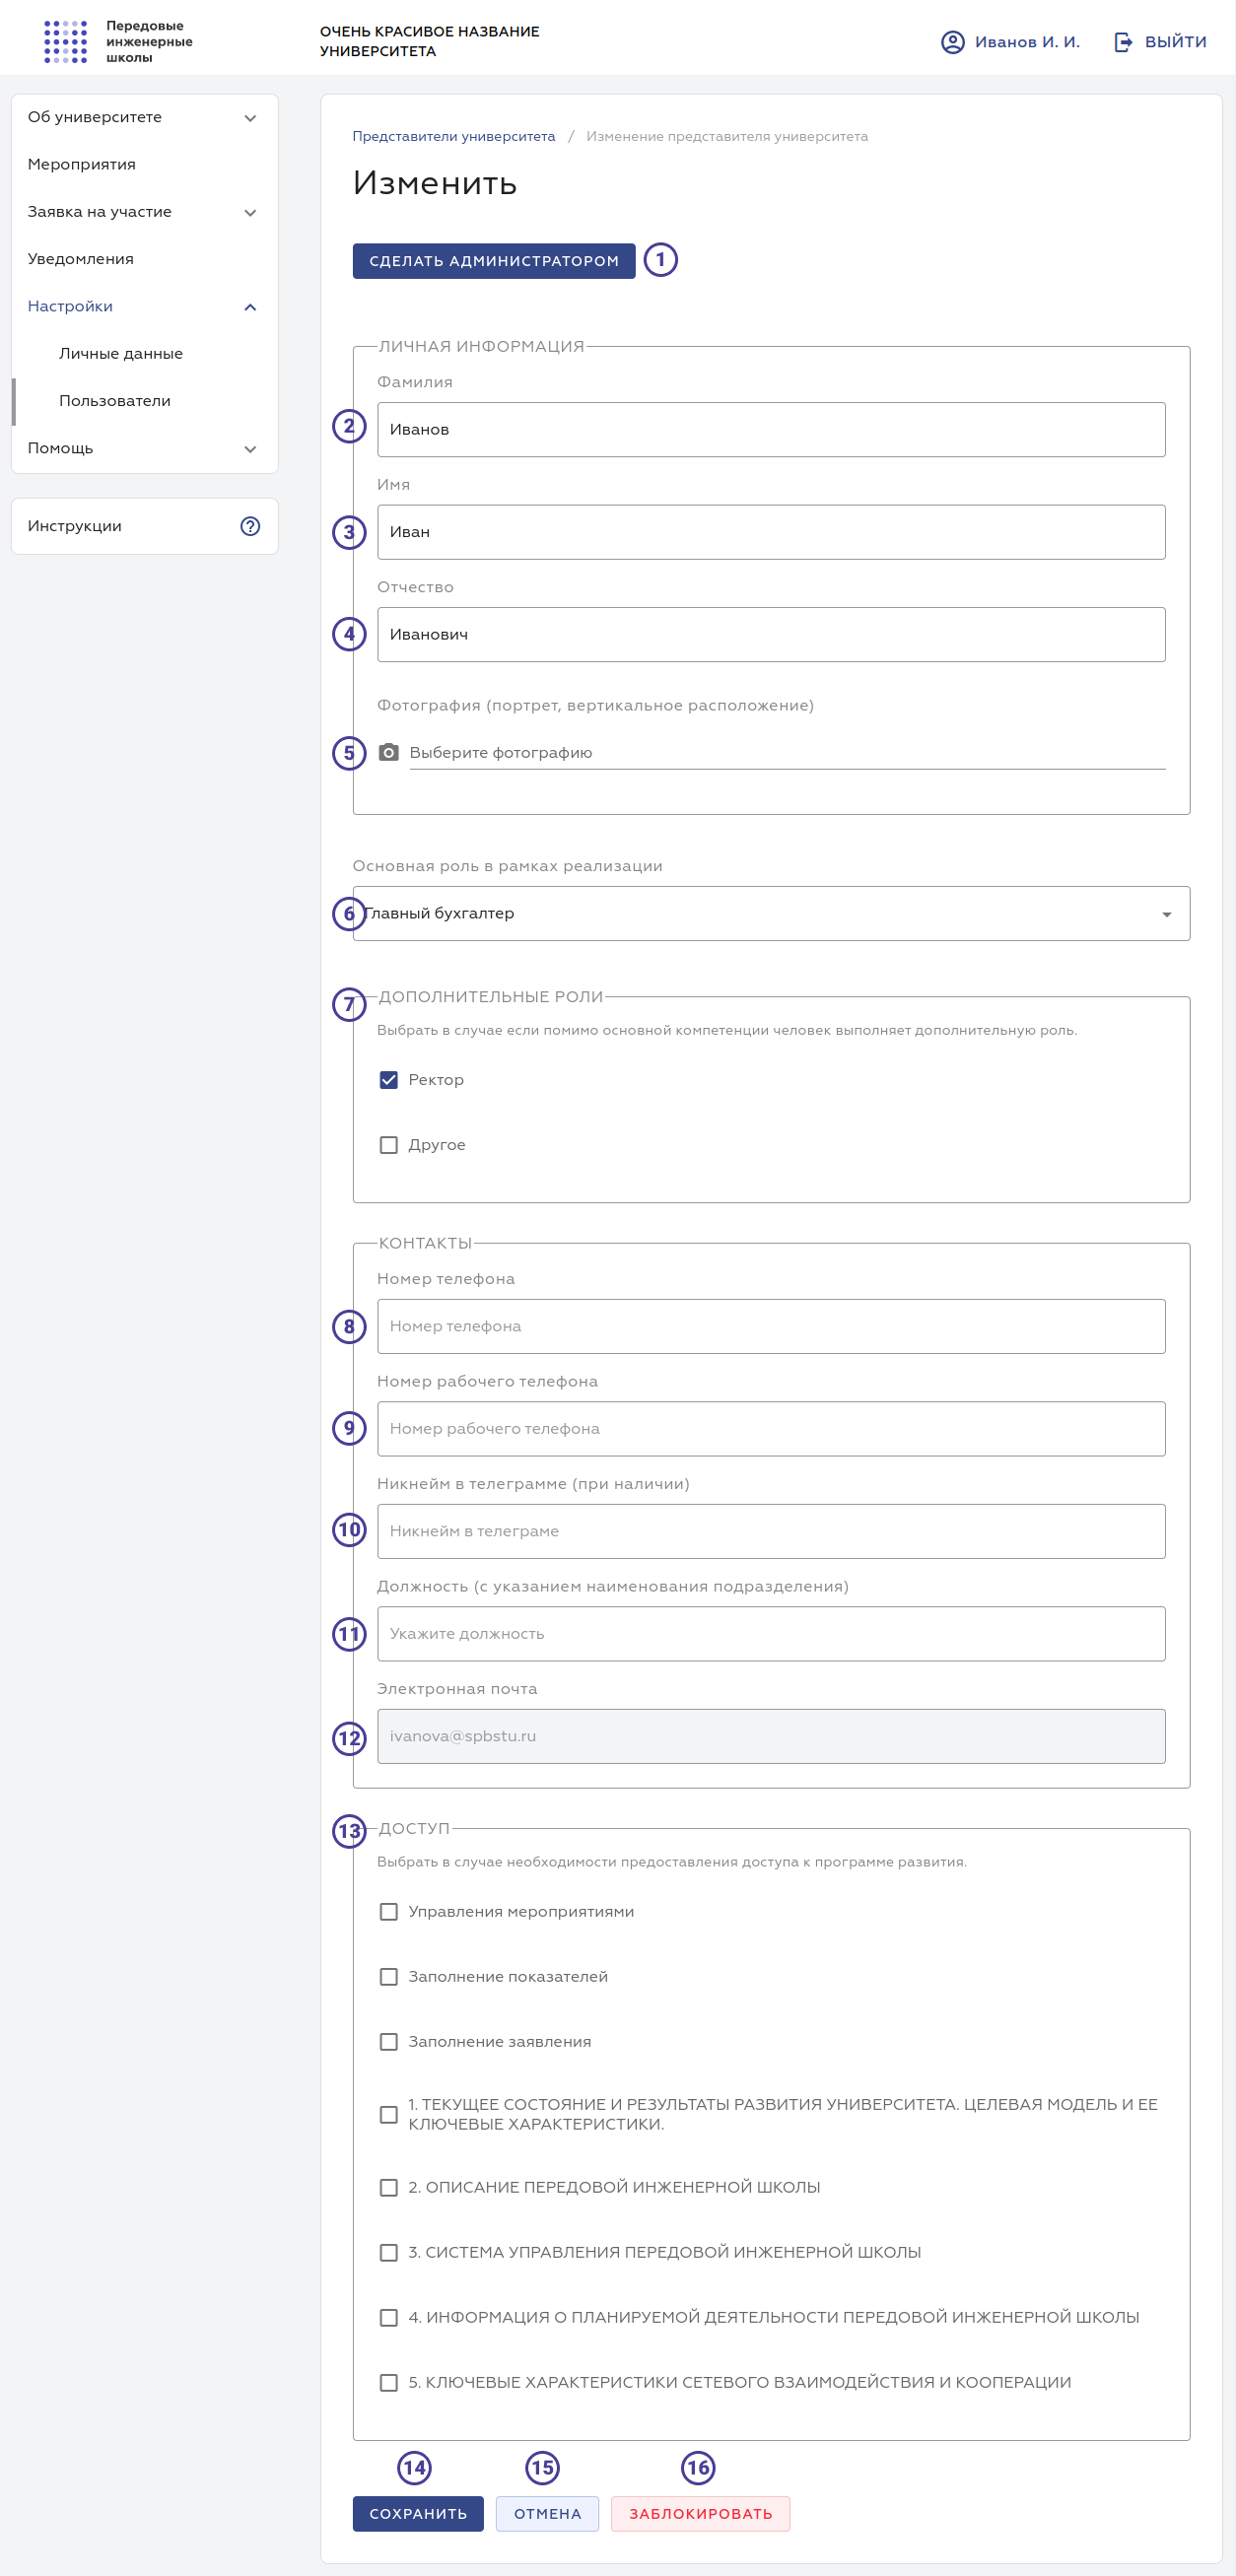 Передовые
инженерные
школы
ОЧЕНЬ КРАСИВОЕ НАЗВАНИЕ
УНИВЕРСИТЕТА
Иванов И. И.
ВЫЙТИ
Об университете
Мероприятия
Заявка на участие
Уведомления
Настройки
Личные данные
Пользователи
Помощь
Инструкции
Представители университета / Изменение представителя университета
Изменить
СДЕЛАТЬ АДМИНИСТРАТОРОМ 1
ЛИЧНАЯ ИНФОРМАЦИЯ
Фамилия
2 Иванов
Имя
3 Иван
Отчество
4 Иванович
Фотография (портрет, вертикальное расположение)
5 Выберите фотографию
Основная роль в рамках реализации
6 Главный бухгалтер
7 ДОПОЛНИТЕЛЬНЫЕ РОЛИ
Выбрать в случае если помимо основной компетенции человек выполняет дополнительную роль.
Ректор
Другое
КОНТАКТЫ
Номер телефона
8 Номер телефона
Номер рабочего телефона
9 Номер рабочего телефона
Никнейм в телеграмме (при наличии)
10 Никнейм в телеграме
Должность (с указанием наименования подразделения)
11 Укажите должность
Электронная почта
12 ivanova@spbstu.ru
13 ДОСТУП
Выбрать в случае необходимости предоставления доступа к программе развития.
Управления мероприятиями
Заполнение показателей
Заполнение заявления
1. ТЕКУЩЕЕ СОСТОЯНИЕ И РЕЗУЛЬТАТЫ РАЗВИТИЯ УНИВЕРСИТЕТА. ЦЕЛЕВАЯ МОДЕЛЬ И ЕЕ
КЛЮЧЕВЫЕ ХАРАКТЕРИСТИКИ.
2. ОПИСАНИЕ ПЕРЕДОВОЙ ИНЖЕНЕРНОЙ ШКОЛЫ
3. СИСТЕМА УПРАВЛЕНИЯ ПЕРЕДОВОЙ ИНЖЕНЕРНОЙ ШКОЛЫ
4. ИНФОРМАЦИЯ О ПЛАНИРУЕМОЙ ДЕЯТЕЛЬНОСТИ ПЕРЕДОВОЙ ИНЖЕНЕРНОЙ ШКОЛЫ
5. КЛЮЧЕВЫЕ ХАРАКТЕРИСТИКИ СЕТЕВОГО ВЗАИМОДЕЙСТВИЯ И КООПЕРАЦИИ
14 15 16
СОХРАНИТЬ ОТМЕНА ЗАБЛОКИРОВАТЬ